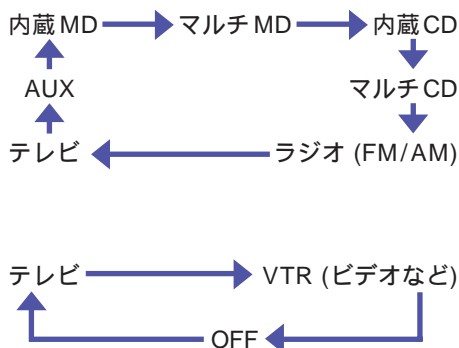 内蔵MD マルチMD 内蔵CD
AUX マルチCD
テレビ ラジオ (FM/AM)
テレビ VTR (ビデオなど)
OFF